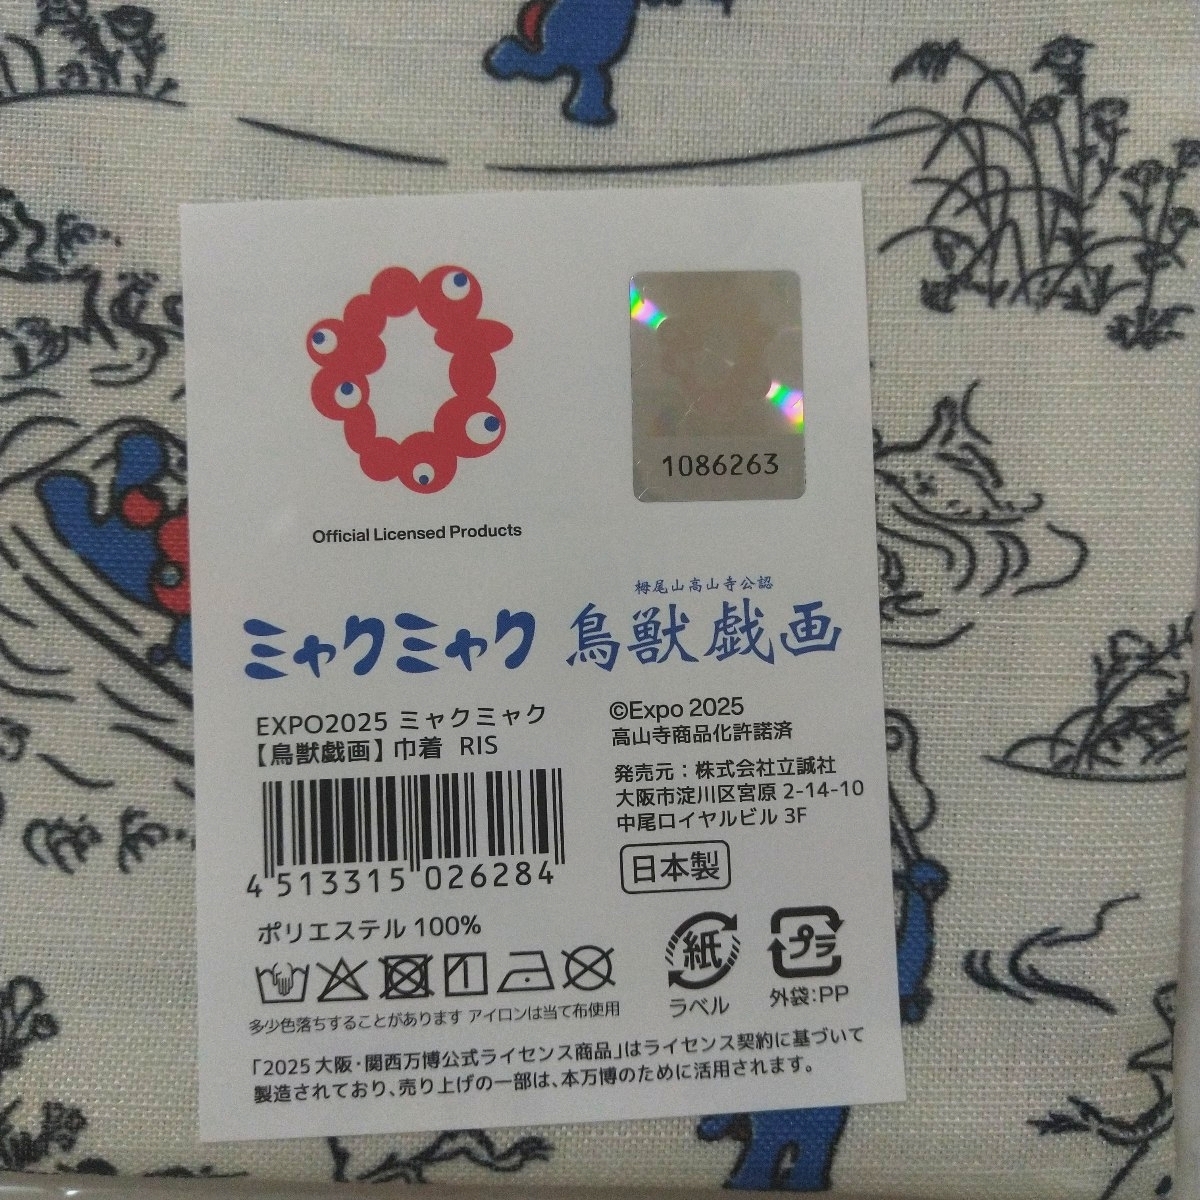 1086263
Official Licensed Products
栂尾山高山寺公認
ミャクミャク 鳥獣戯画
EXPO2025 ミャクミャク
【鳥獣戯画】巾着 RIS
4 513315 026284
©Expo 2025
高山寺商品化許諾済
発売元：株式会社立誠社
大阪市淀川区宮原 2-14-10
中尾ロイヤルビル 3F
日本製
ポリエステル 100%
紙
ラベル
プラ
外袋：PP
多少色落ちすることがあります アイロンは当て布使用
「2025 大阪・関西万博公式ライセンス商品」はライセンス契約に基づいて
製造されており、売り上げの一部は、本万博のために活用されます。